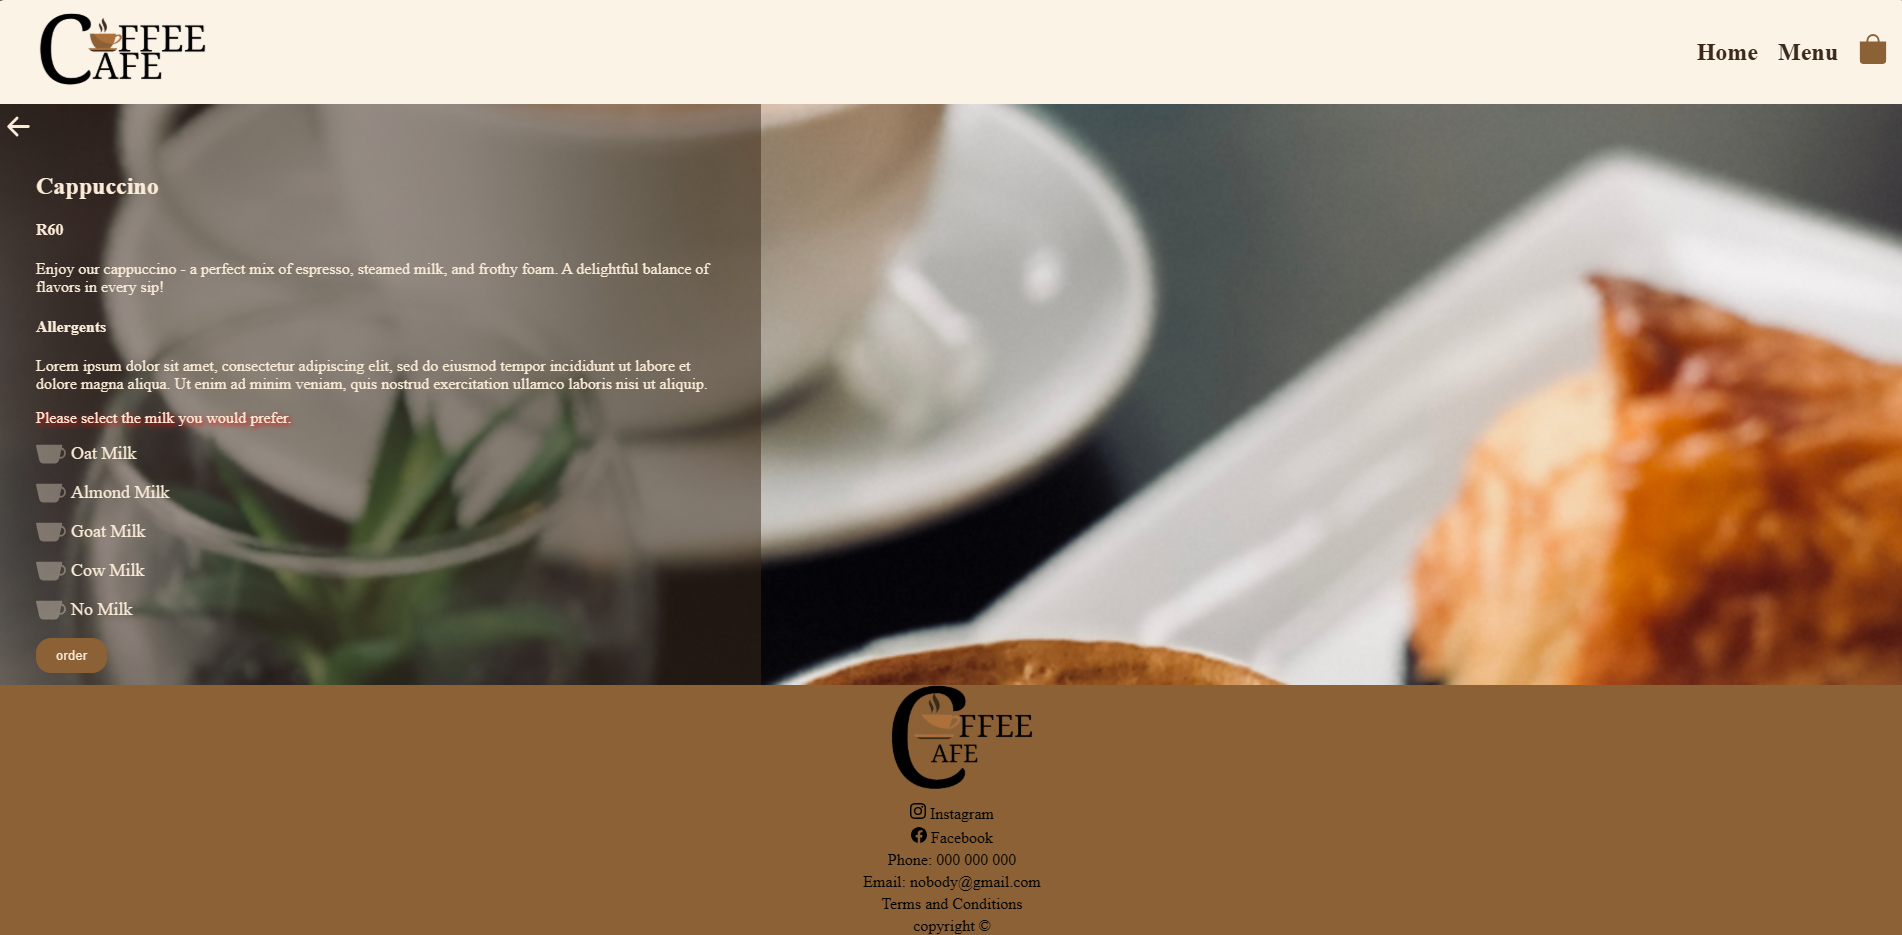 COFFEE
CAFE
Home Menu
Cappuccino
R60
Enjoy our cappuccino - a perfect mix of espresso, steamed milk, and frothy foam. A delightful balance of
flavors in every sip!
Allergents
Lorem ipsum dolor sit amet, consectetur adipiscing elit, sed do eiusmod tempor incididunt ut labore et
dolore magna aliqua. Ut enim ad minim veniam, quis nostrud exercitation ullamco laboris nisi ut aliquip.
Please select the milk you would prefer.
Oat Milk
Almond Milk
Goat Milk
Cow Milk
No Milk
order
COFFEE
CAFE
Instagram
Facebook
Phone: 000 000 000
Email: nobody@gmail.com
Terms and Conditions
copyright ©